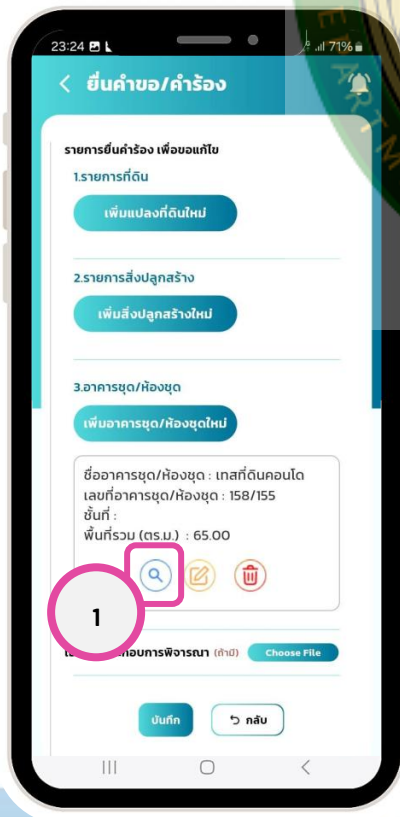 23:24
71%
ยื่นคำขอ/คำร้อง
รายการยื่นคำร้อง เพื่อขอแก้ไข
1.รายการที่ดิน
เพิ่มแปลงที่ดินใหม่
2.รายการสิ่งปลูกสร้าง
เพิ่มสิ่งปลูกสร้างใหม่
3.อาคารชุด/ห้องชุด
เพิ่มอาคารชุด/ห้องชุดใหม่
ชื่ออาคารชุด/ห้องชุด : เทสที่ดินคอนโด
เลขที่อาคารชุด/ห้องชุด : 158/155
ชั้นที่ :
พื้นที่รวม (ตร.ม.) : 65.00
1
กอบการพิจารณา (ถ้ามี) Choose File
บันทึก กลับ